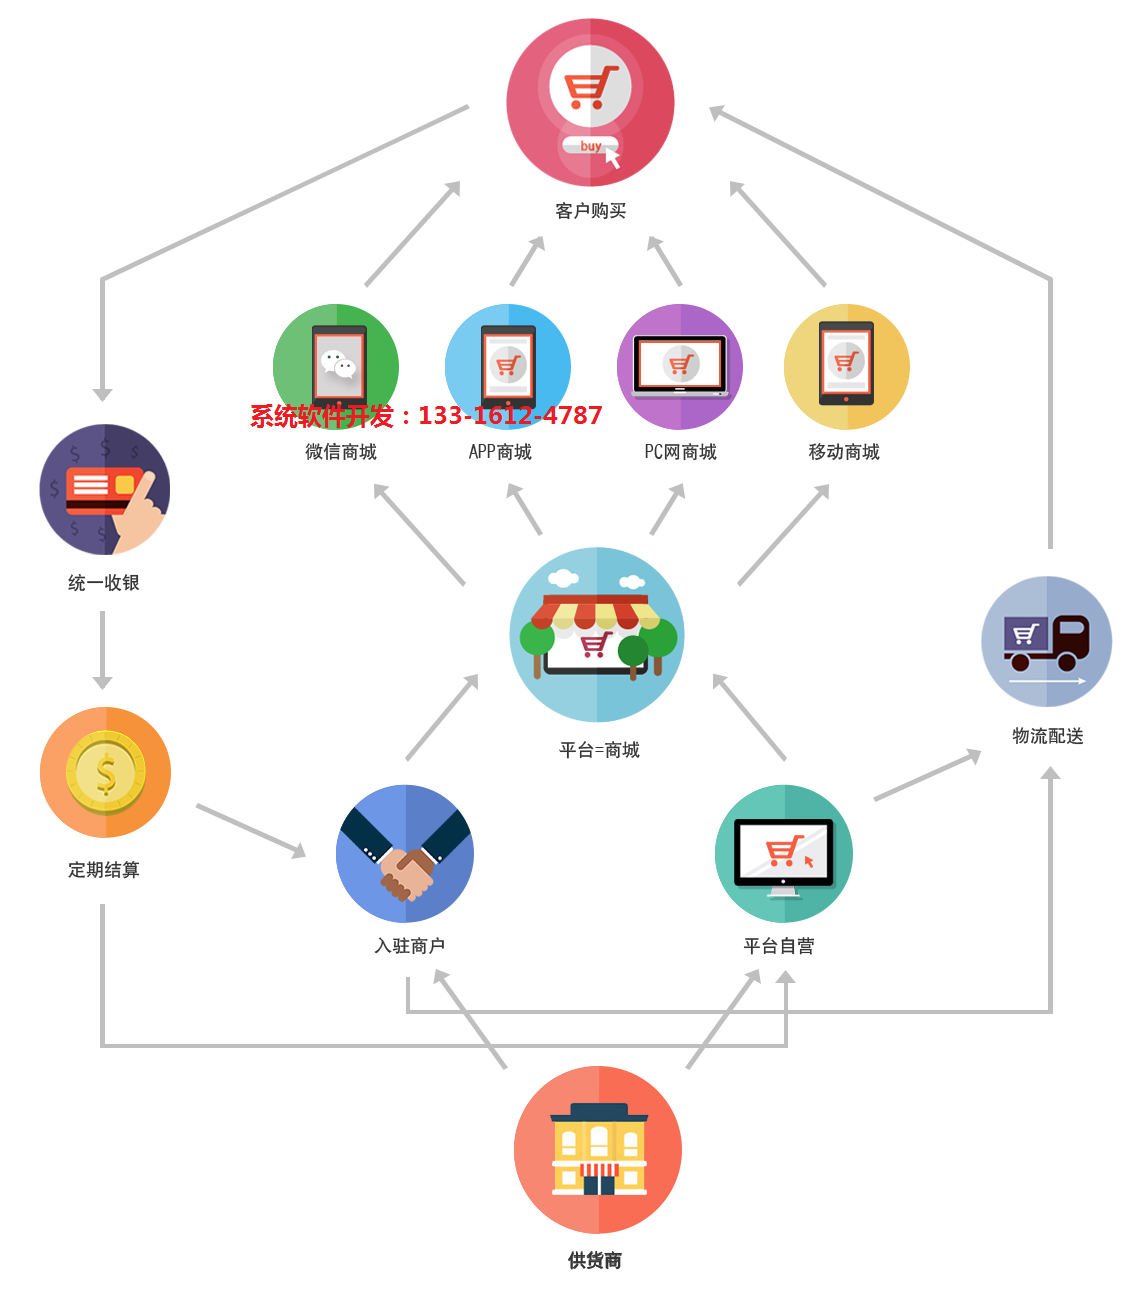 buy
客户购买
系统软件开发：133-1612-4787
微信商城
APP商城
PC网商城
移动商城
统一收银
平台=商城
物流配送
定期结算
入驻商户
平台自营
供货商